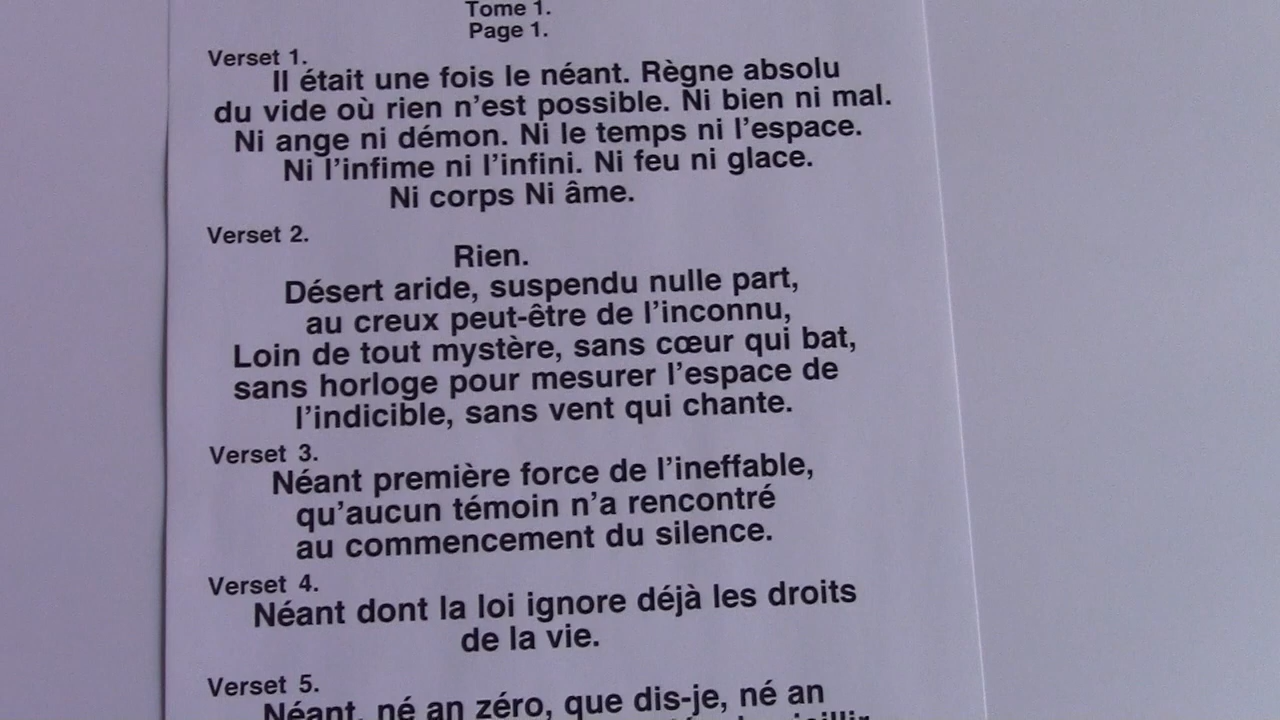 Tome 1.
Page 1.
Verset 1.
Il était une fois le néant. Règne absolu
du vide où rien n'est possible. Ni bien ni mal.
Ni ange ni démon. Ni le temps ni l'espace.
Ni l'infime ni l'infini. Ni feu ni glace.
Ni corps Ni âme.
Verset 2.
Rien.
Désert aride, suspendu nulle part,
au creux peut-être de l'inconnu,
Loin de tout mystère, sans cœur qui bat,
sans horloge pour mesurer l'espace de
l'indicible, sans vent qui chante.
Verset 3.
Néant première force de l'ineffable,
qu'aucun témoin n'a rencontré
au commencement du silence.
Verset 4.
Néant dont la loi ignore déjà les droits
de la vie.
Verset 5.
Néant, né an zéro, que dis-je, né an